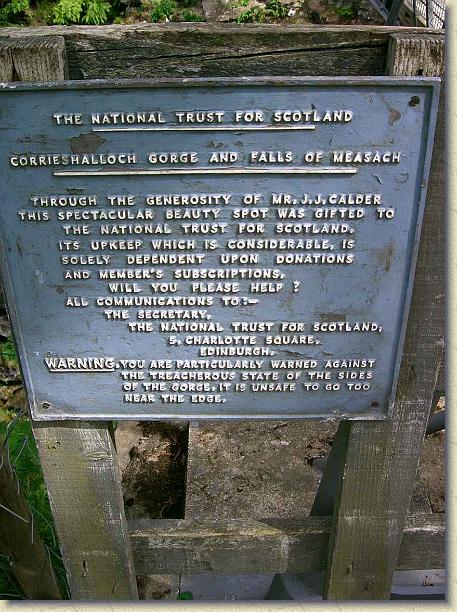 THE NATIONAL TRUST FOR SCOTLAND
CORRIESHALLOCH GORGE AND FALLS OF MEASACH
THROUGH THE GENEROSITY OF MR. J.J. CALDER
THIS SPECTACULAR BEAUTY SPOT WAS GIFTED TO
THE NATIONAL TRUST FOR SCOTLAND.
ITS UPKEEP WHICH IS CONSIDERABLE, IS
SOLELY DEPENDENT UPON DONATIONS
AND MEMBER'S SUBSCRIPTIONS,
WILL YOU PLEASE HELP ?
ALL COMMUNICATIONS TO:-
THE SECRETARY,
THE NATIONAL TRUST FOR SCOTLAND,
5, CHARLOTTE SQUARE,
EDINBURGH.
WARNING. YOU ARE PARTICULARLY WARNED AGAINST
THE TREACHEROUS STATE OF THE SIDES
OF THE GORGE. IT IS UNSAFE TO GO TOO
NEAR THE EDGE.